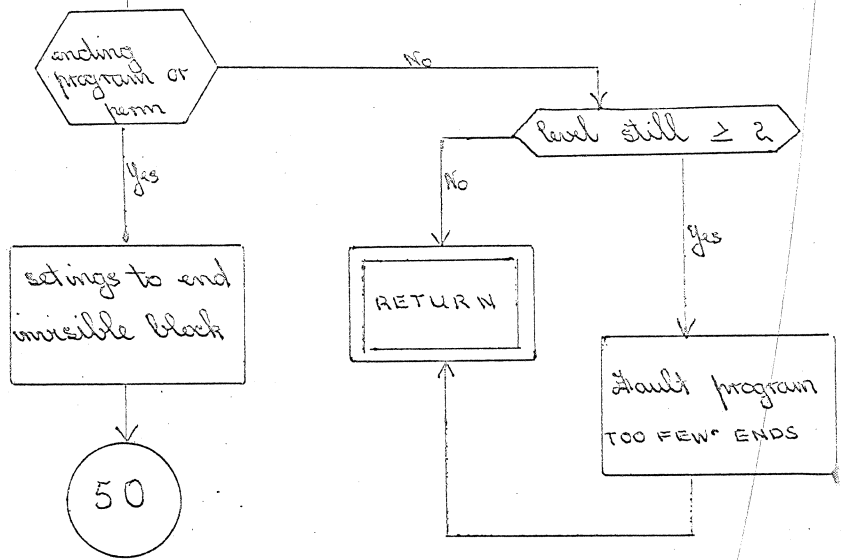 ending
program or
perm
No
level still ≥ 2
Yes
No
Yes
setings to end
invisible block
RETURN
Fault program
TOO FEW ENDS
50